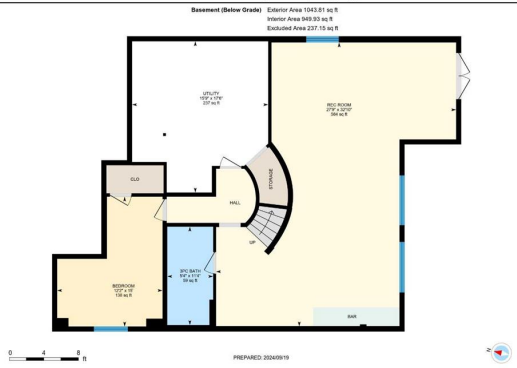 Basement (Below Grade) Exterior Area 1043.81 sq ft
Interior Area 949.93 sq ft
Excluded Area 237.15 sq ft
UTILITY
15'9" x 17'6"
237 sq ft
REC ROOM
27'9" x 32'10"
584 sq ft
CLO
STORAGE
HALL
UP
BEDROOM
12'2" x 15'
138 sq ft
3PC BATH
5'4" x 11'4"
59 sq ft
BAR
0 4 8
ft
PREPARED: 2024/09/19
N